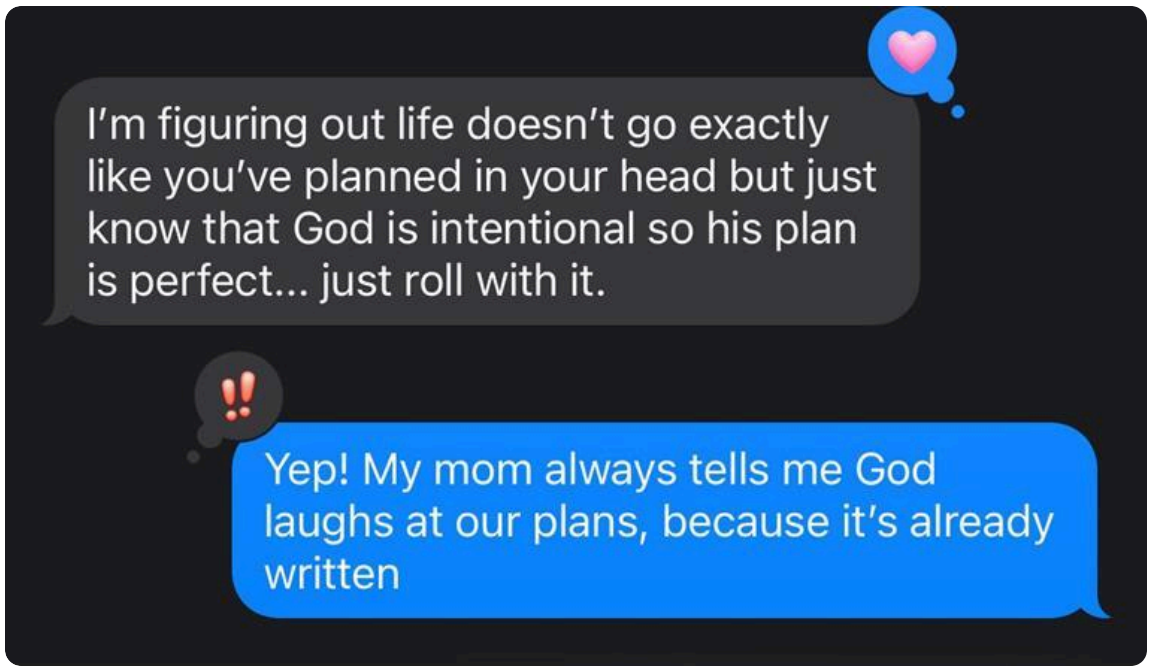 I’m figuring out life doesn’t go exactly
like you’ve planned in your head but just
know that God is intentional so his plan
is perfect... just roll with it.
Yep! My mom always tells me God
laughs at our plans, because it’s already
written